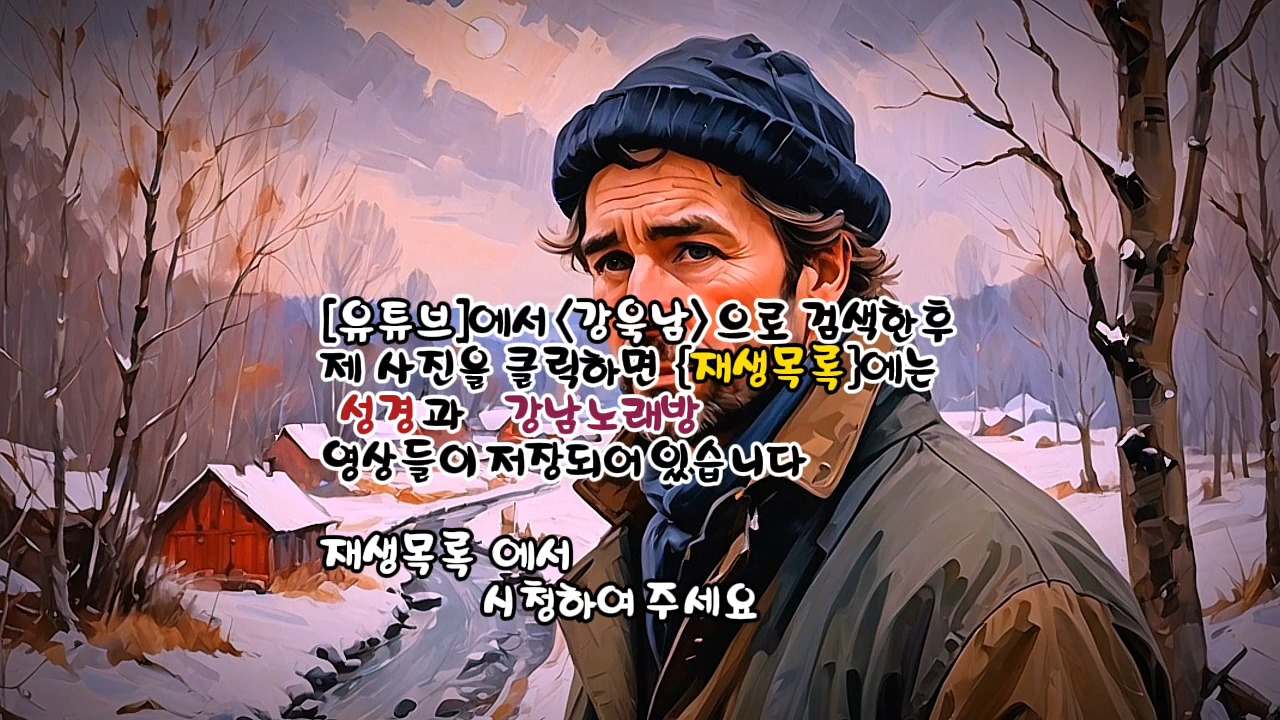 [유튜브]에서 <강욱남> 으로 검색한후
제 사진을 클릭하면 {재생목록}에는
성경과 강남노래방
영상들이 저장되어 있습니다
재생목록 에서
시청하여 주세요